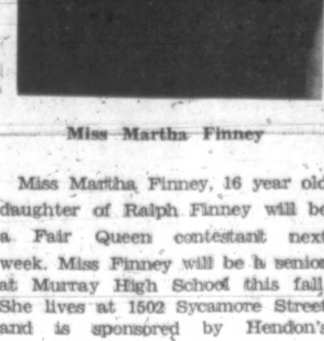 Miss Martha Finney
Miss Martha Finney, 16 year old
daughter of Ralph Finney will be
a Fair Queen contestant next
week. Miss Finney will be a senior
at Murray High School this fall.
She lives at 1502 Sycamore Street
and is sponsored by Hendon's